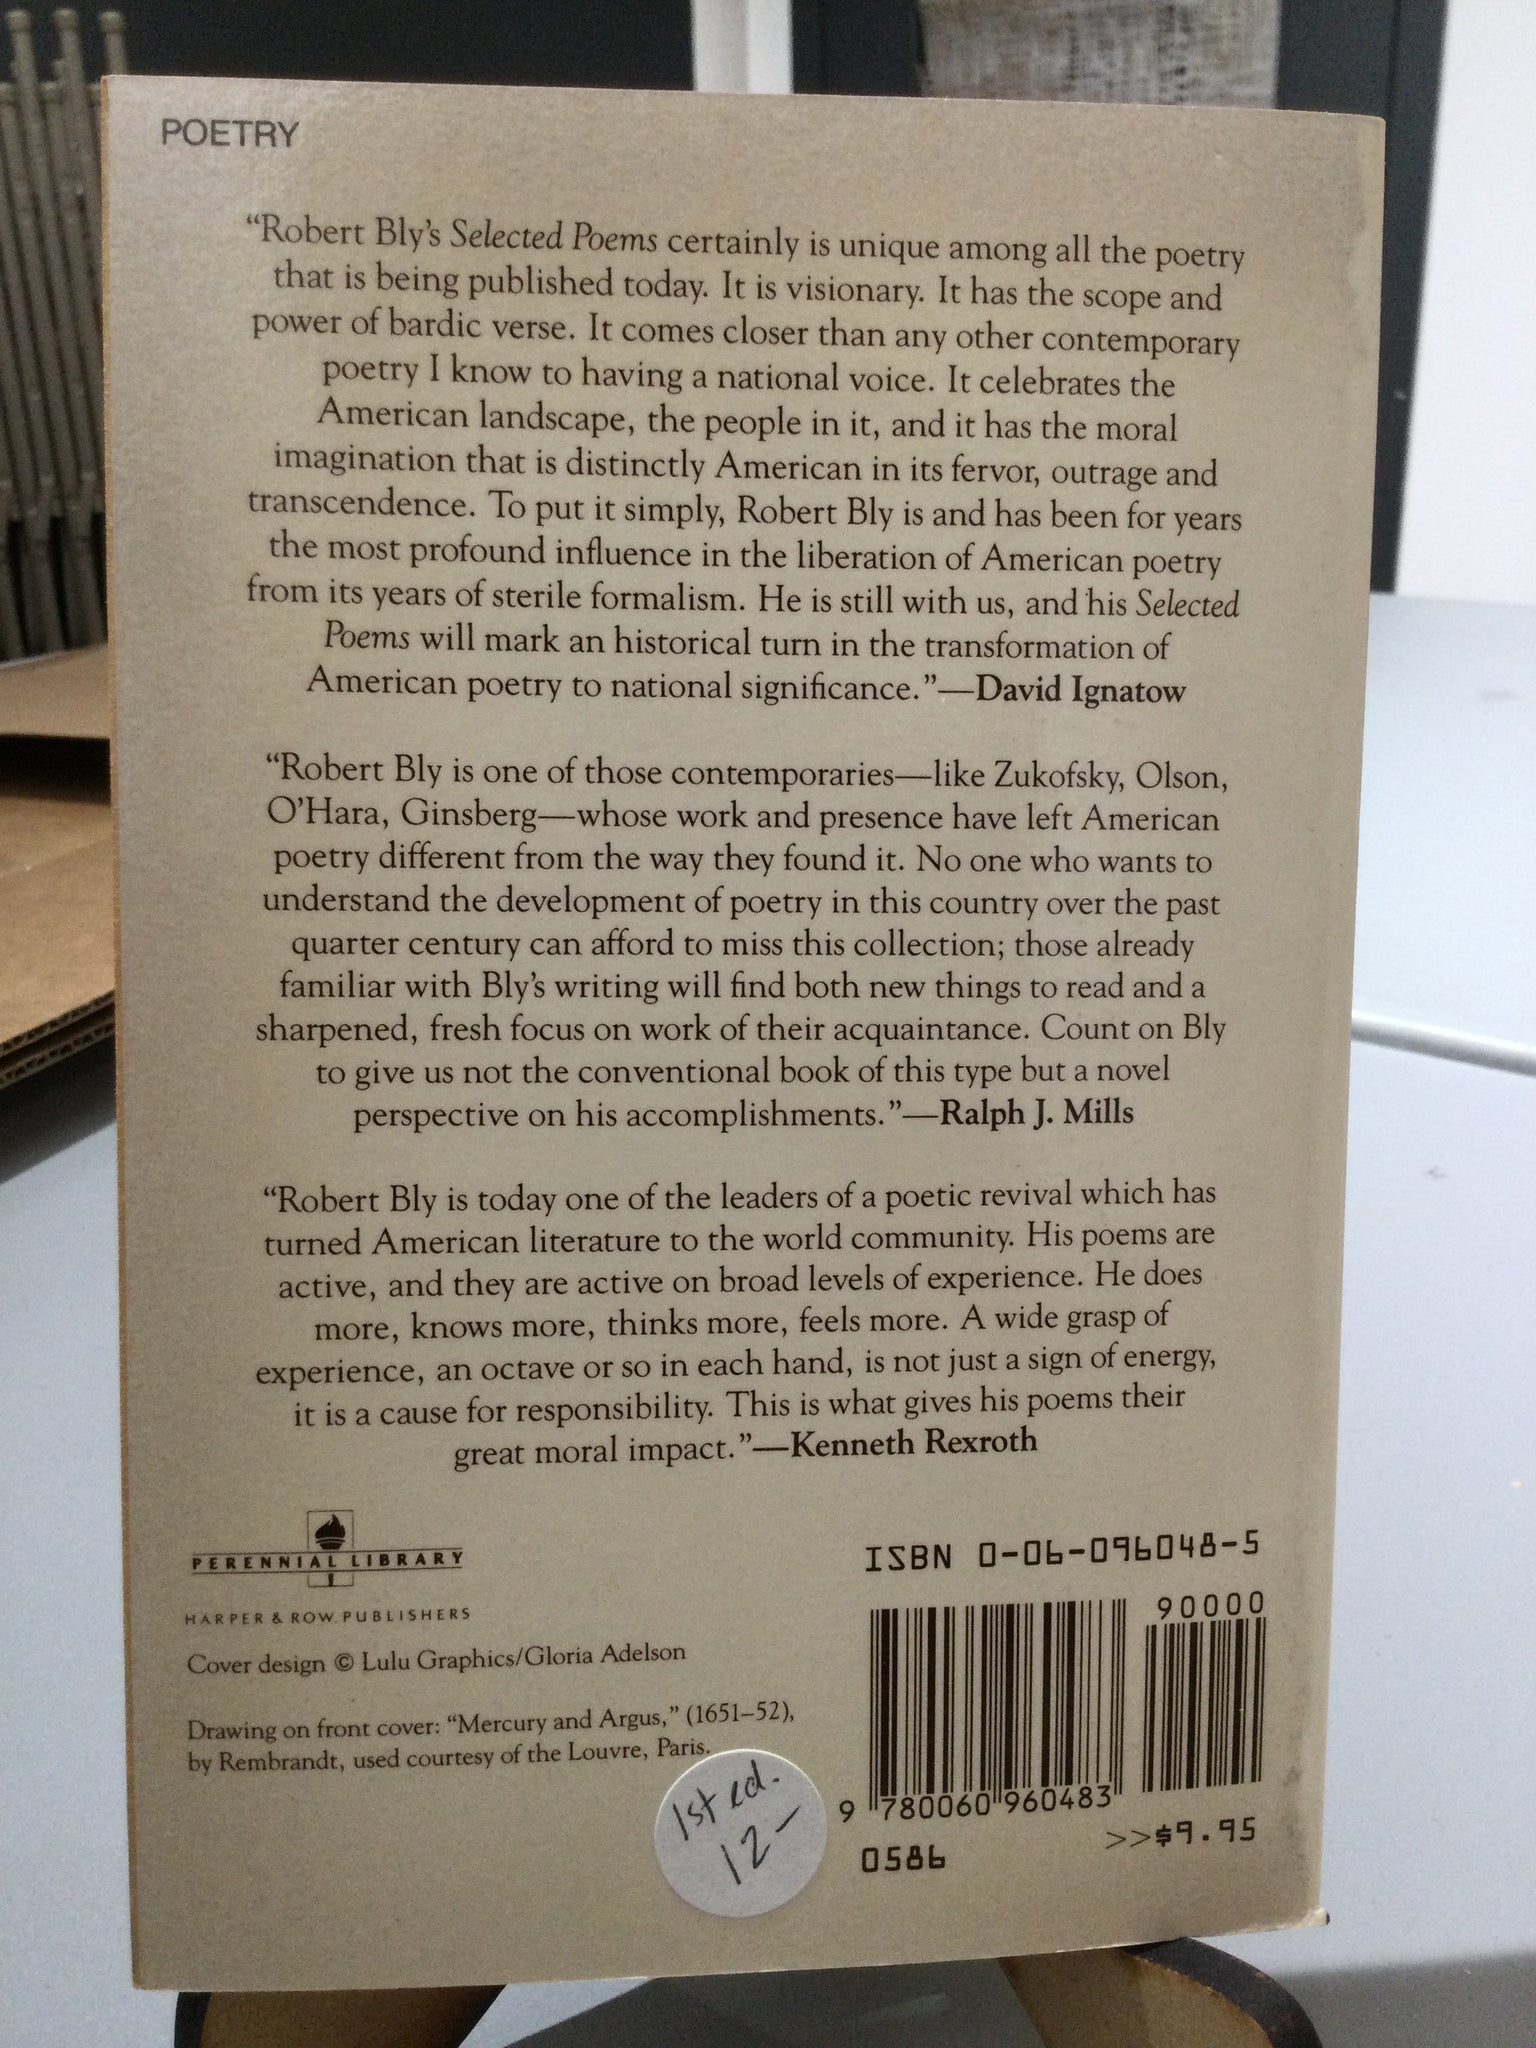 POETRY
“Robert Bly’s Selected Poems certainly is unique among all the poetry
that is being published today. It is visionary. It has the scope and
power of bardic verse. It comes closer than any other contemporary
poetry I know to having a national voice. It celebrates the
American landscape, the people in it, and it has the moral
imagination that is distinctly American in its fervor, outrage and
transcendence. To put it simply, Robert Bly is and has been for years
the most profound influence in the liberation of American poetry
from its years of sterile formalism. He is still with us, and his Selected
Poems will mark an historical turn in the transformation of
American poetry to national significance.”—David Ignatow
“Robert Bly is one of those contemporaries—like Zukofsky, Olson,
O’Hara, Ginsberg—whose work and presence have left American
poetry different from the way they found it. No one who wants to
understand the development of poetry in this country over the past
quarter century can afford to miss this collection; those already
familiar with Bly’s writing will find both new things to read and a
sharpened, fresh focus on work of their acquaintance. Count on Bly
to give us not the conventional book of this type but a novel
perspective on his accomplishments.”—Ralph J. Mills
“Robert Bly is today one of the leaders of a poetic revival which has
turned American literature to the world community. His poems are
active, and they are active on broad levels of experience. He does
more, knows more, thinks more, feels more. A wide grasp of
experience, an octave or so in each hand, is not just a sign of energy,
it is a cause for responsibility. This is what gives his poems their
great moral impact.”—Kenneth Rexroth
PERENNIAL LIBRARY
HARPER & ROW, PUBLISHERS
Cover design © Lulu Graphics/Gloria Adelson
Drawing on front cover: “Mercury and Argus,” (1651–52),
by Rembrandt, used courtesy of the Louvre, Paris.
1st ed.
12–
ISBN 0-06-096048-5
90000
9 780060 960483
>>$9.95
0586